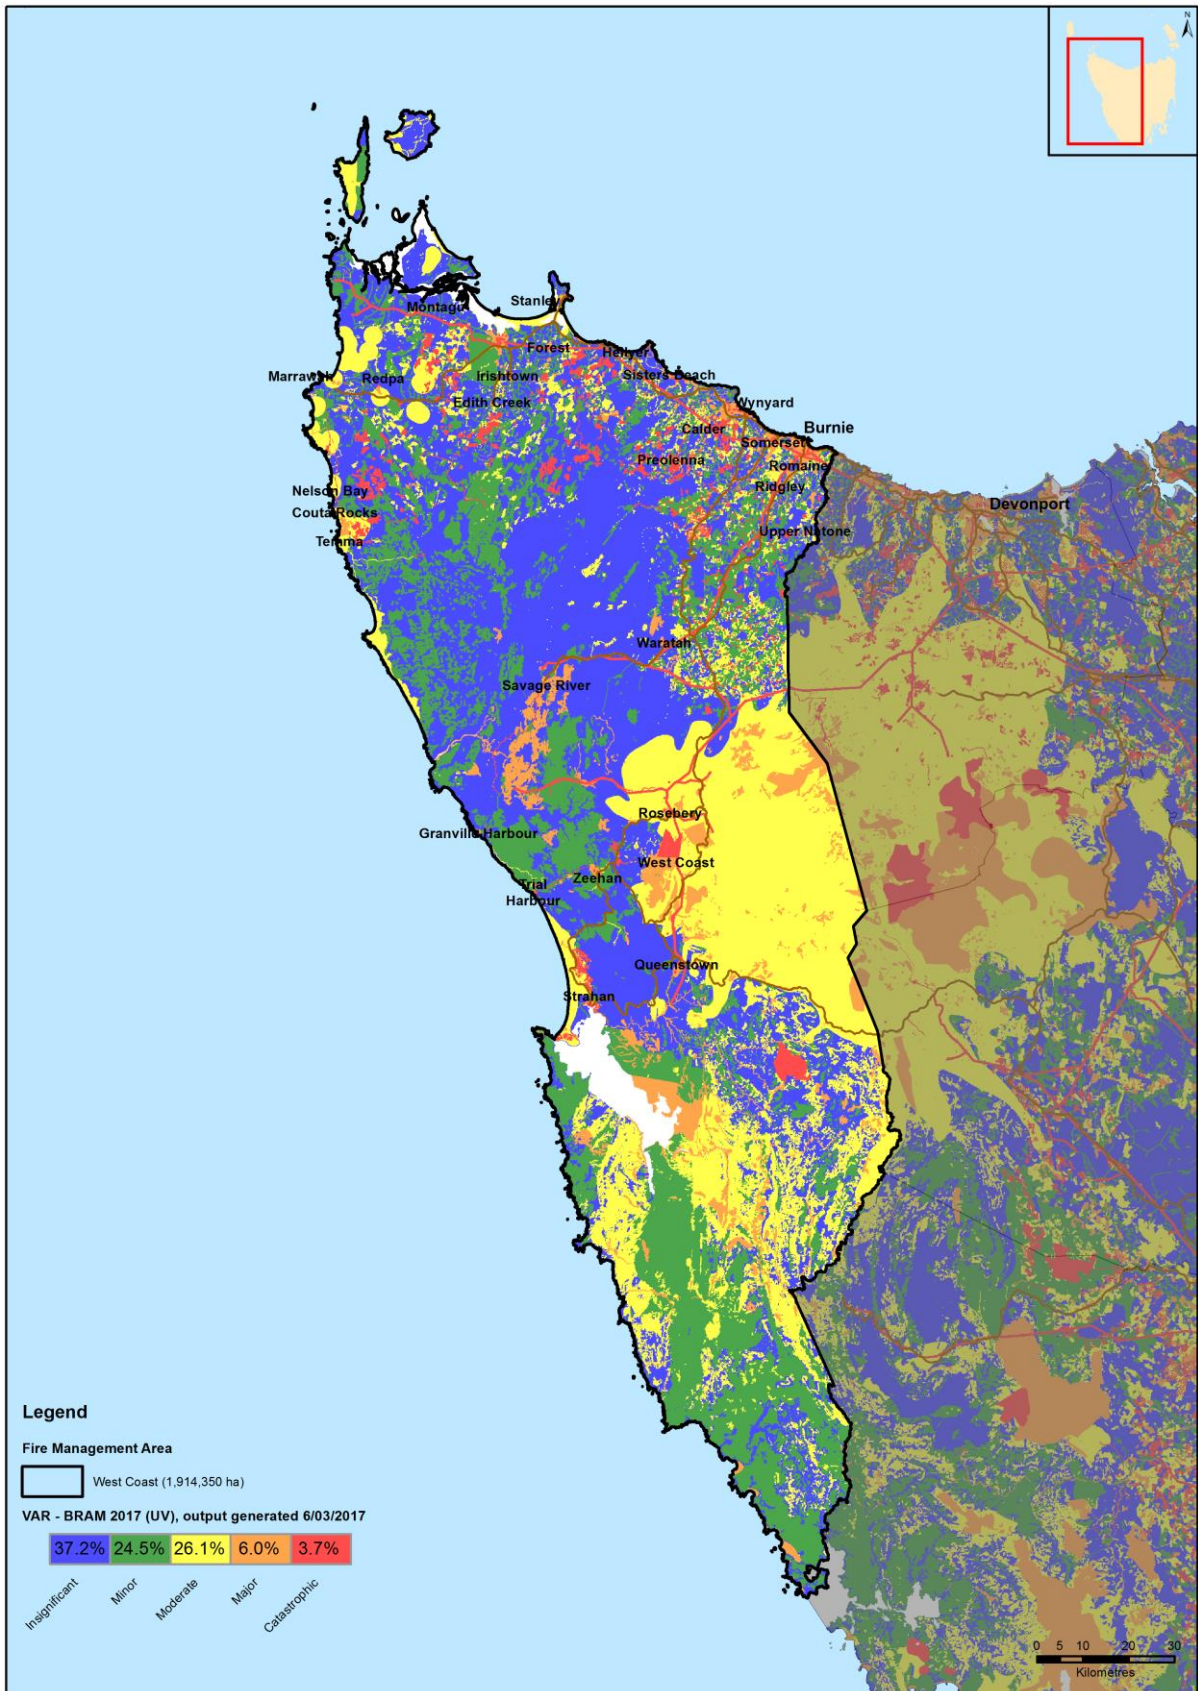 N
Stanley
Montagu
Forest
Hellyer
Marrawah
Redpa
Irishtown
Sisters Beach
Edith Creek
Wynyard
Calder
Burnie
Somerset
Preolenna
Romaine
Ridgley
Nelson Bay
Couta Rocks
Devonport
Temma
Upper Natone
Waratah
Savage River
Rosebery
Granville Harbour
West Coast
Zeehan
Trial
Harbour
Queenstown
Strahan
Legend
Fire Management Area
West Coast (1,914,350 ha)
VAR - BRAM 2017 (UV), output generated 6/03/2017
37.2% 24.5% 26.1% 6.0% 3.7%
Insignificant Minor Moderate Major Catastrophic
0 5 10 20 30
Kilometres